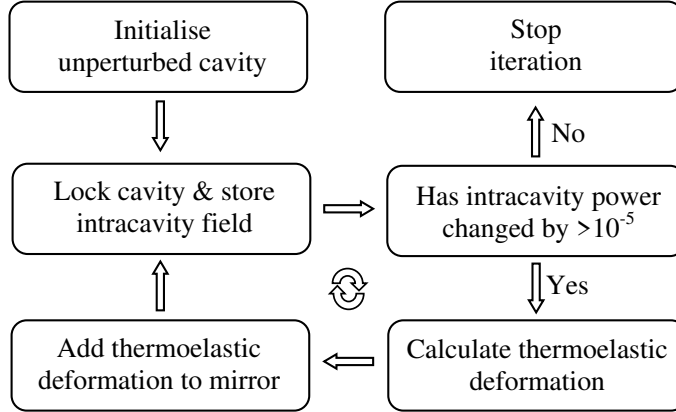 Initialise
unperturbed cavity
Stop
iteration
No
Lock cavity & store
intracavity field
Has intracavity power
changed by >10⁻⁵
Yes
Add thermoelastic
deformation to mirror
Calculate thermoelastic
deformation